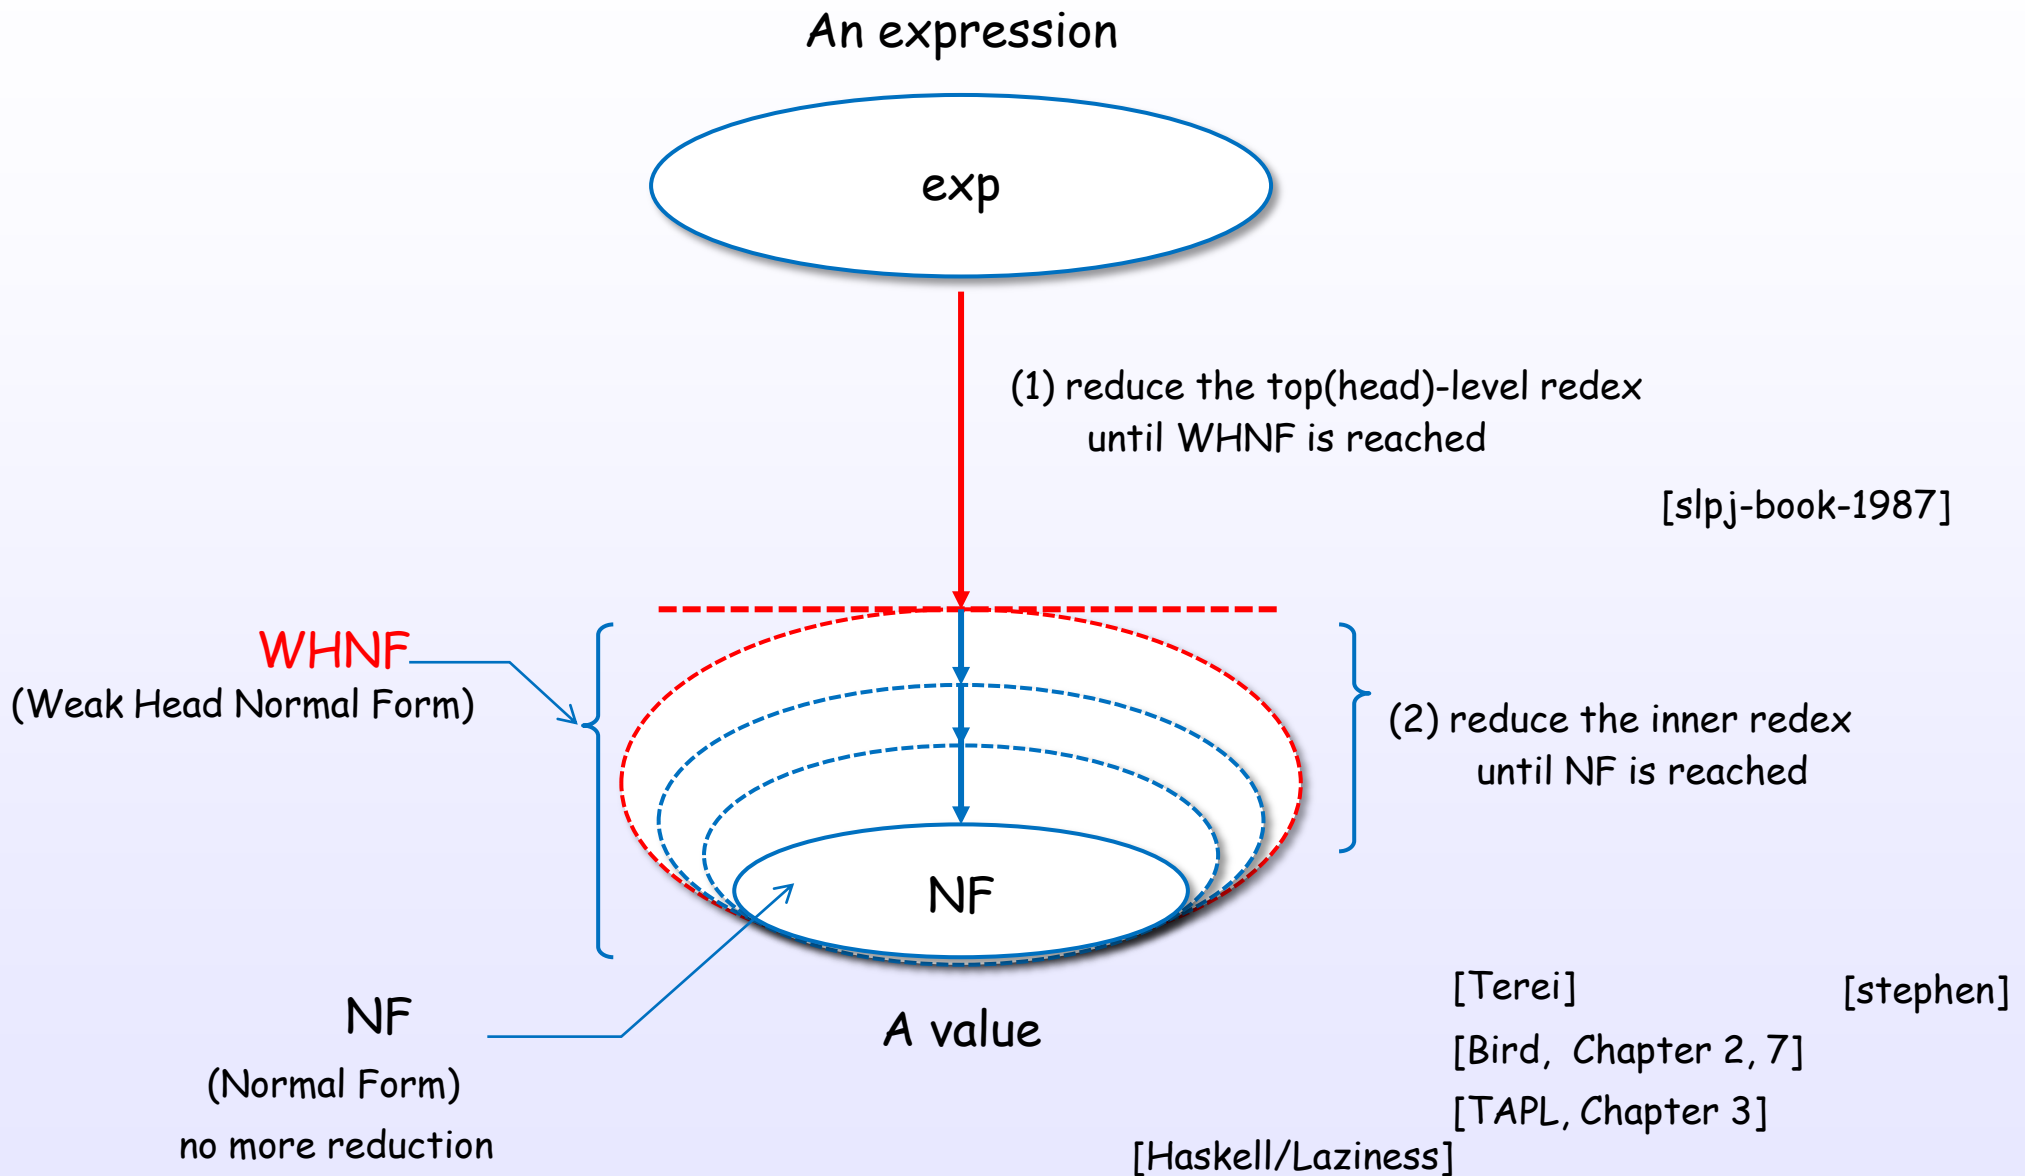 An expression
exp
(1) reduce the top(head)-level redex
until WHNF is reached
[slpj-book-1987]
WHNF
(Weak Head Normal Form)
(2) reduce the inner redex
until NF is reached
NF
NF
(Normal Form)
no more reduction
A value
[Terei]
[stephen]
[Bird, Chapter 2, 7]
[TAPL, Chapter 3]
[Haskell/Laziness]